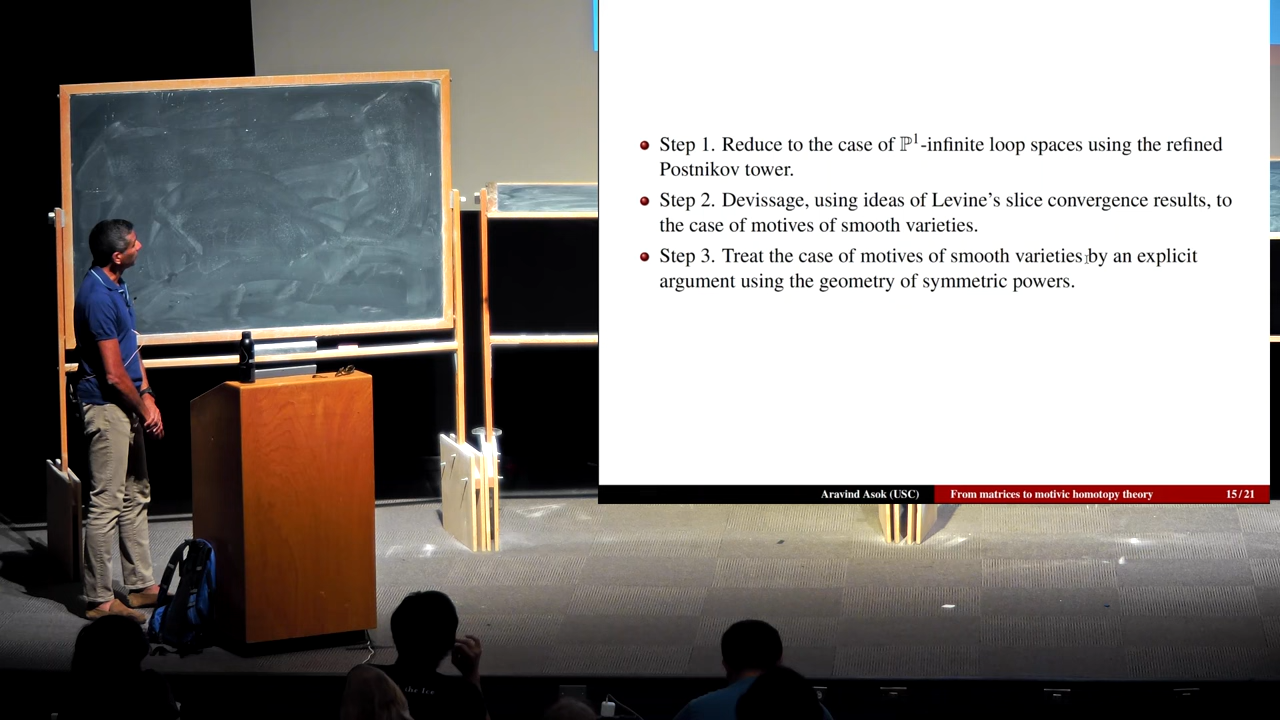 Step 1. Reduce to the case of ℙ¹-infinite loop spaces using the refined
Postnikov tower.
Step 2. Devissage, using ideas of Levine's slice convergence results, to
the case of motives of smooth varieties.
Step 3. Treat the case of motives of smooth varieties by an explicit
argument using the geometry of symmetric powers.
Aravind Asok (USC) From matrices to motivic homotopy theory 15 / 21
the Ice